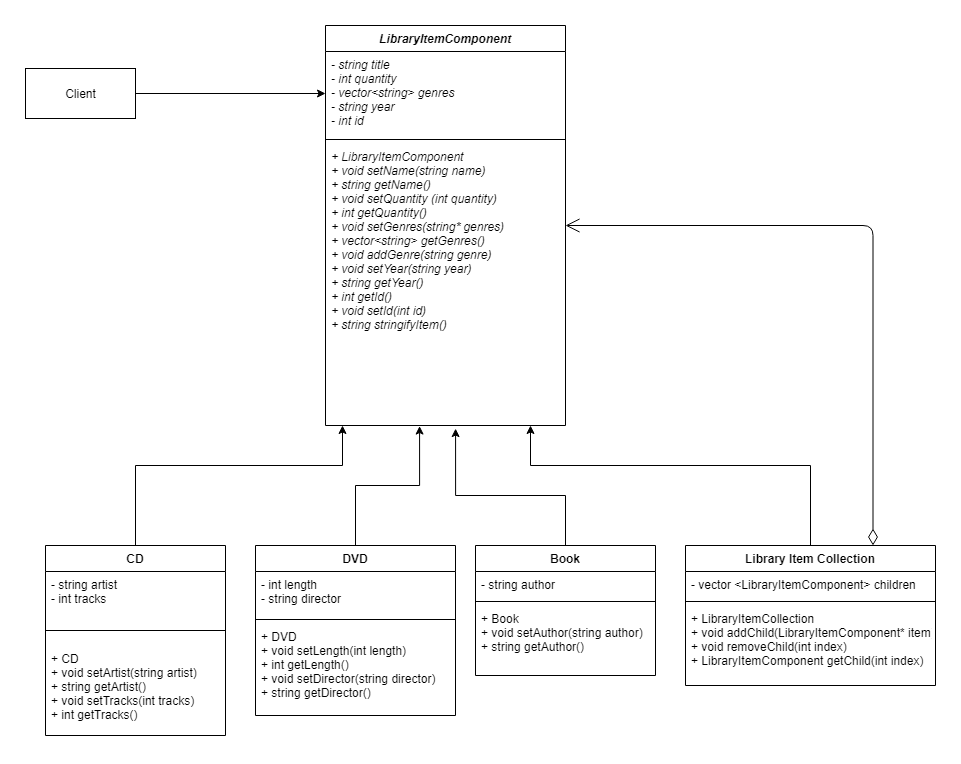 LibraryItemComponent
- string title
- int quantity
- vector<string> genres
- string year
- int id
Client
+ LibraryItemComponent
+ void setName(string name)
+ string getName()
+ void setQuantity (int quantity)
+ int getQuantity()
+ void setGenres(string* genres)
+ vector<string> getGenres()
+ void addGenre(string genre)
+ void setYear(string year)
+ string getYear()
+ int getId()
+ void setId(int id)
+ string stringifyItem()
CD
- string artist
- int tracks
+ CD
+ void setArtist(string artist)
+ string getArtist()
+ void setTracks(int tracks)
+ int getTracks()
DVD
- int length
- string director
+ DVD
+ void setLength(int length)
+ int getLength()
+ void setDirector(string director)
+ string getDirector()
Book
- string author
+ Book
+ void setAuthor(string author)
+ string getAuthor()
Library Item Collection
- vector <LibraryItemComponent> children
+ LibraryItemCollection
+ void addChild(LibraryItemComponent* item
+ void removeChild(int index)
+ LibraryItemComponent getChild(int index)